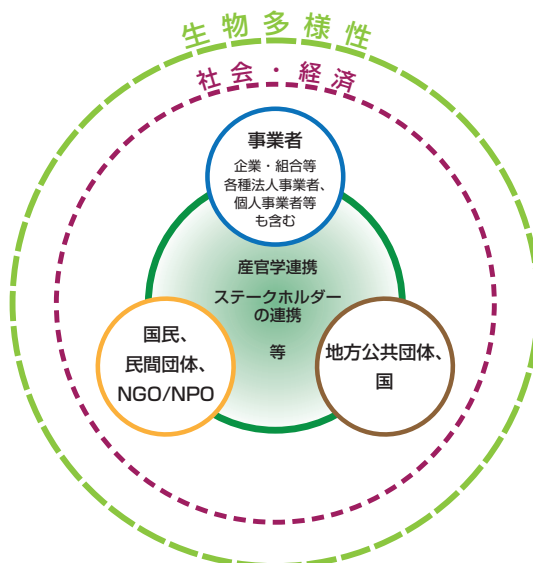 生物多様性
社会・経済
事業者
企業・組合等
各種法人事業者、
個人事業者等
も含む
産官学連携
ステークホルダー
の連携
等
国民、
民間団体、
NGO/NPO
地方公共団体、
国